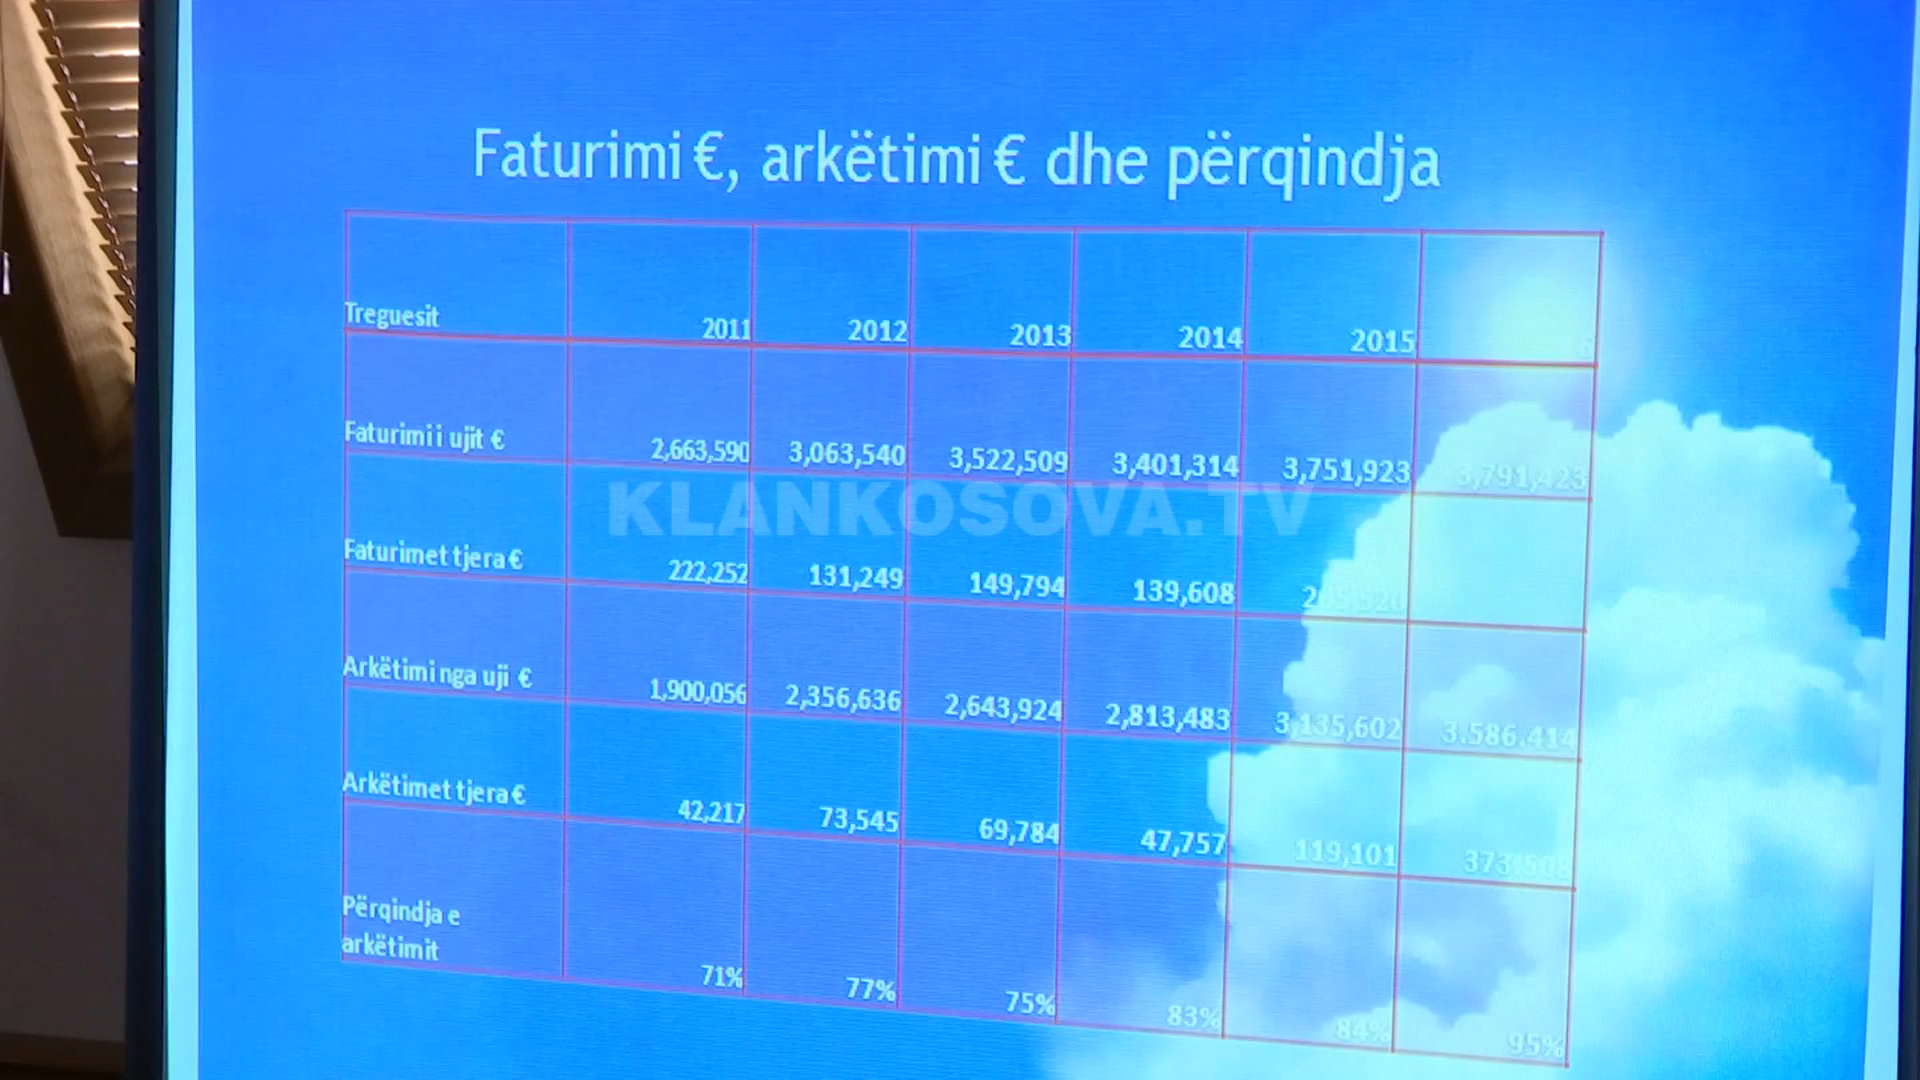 Faturimi €, arkëtimi € dhe përqindja
Treguesit 2011 2012 2013 2014 2015
Faturimi i ujit € 2,663,590 3,063,540 3,522,509 3,401,314 3,751,923 3,791,423
KLANKOSOVA.TV
Faturimet tjera € 222,252 131,249 149,794 139,608
Arkëtimi nga uji € 1,900,056 2,356,636 2,643,924 2,813,483 3,135,602 3.586.414
Arkëtimet tjera € 42,217 73,545 69,784 47,757 119,101
Përqindja e
arkëtimit 71% 77% 75% 83% 84% 95%